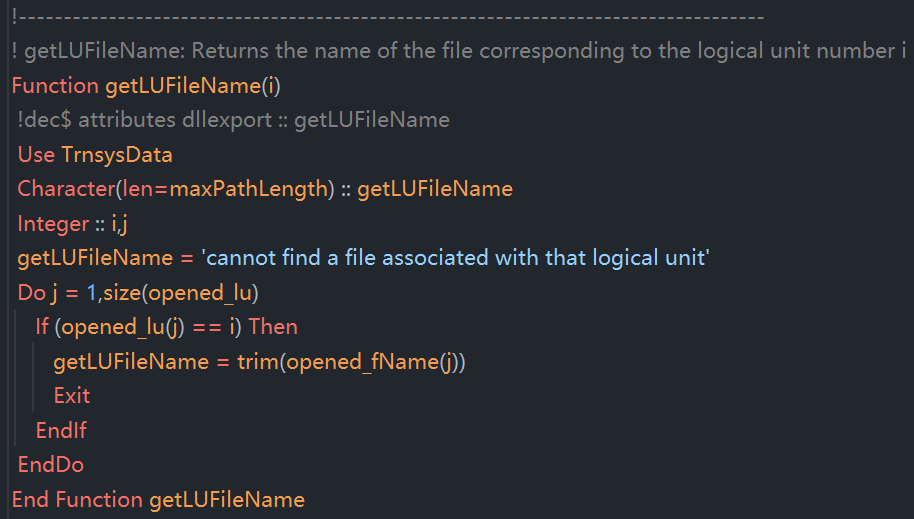 !-----------------------------------------------------------------------------
! getLUFileName: Returns the name of the file corresponding to the logical unit number i
Function getLUFileName(i)
!dec$ attributes dllexport :: getLUFileName
Use TrnsysData
Character(len=maxPathLength) :: getLUFileName
Integer :: i,j
getLUFileName = 'cannot find a file associated with that logical unit'
Do j = 1,size(opened_lu)
If (opened_lu(j) == i) Then
getLUFileName = trim(opened_fName(j))
Exit
EndIf
EndDo
End Function getLUFileName